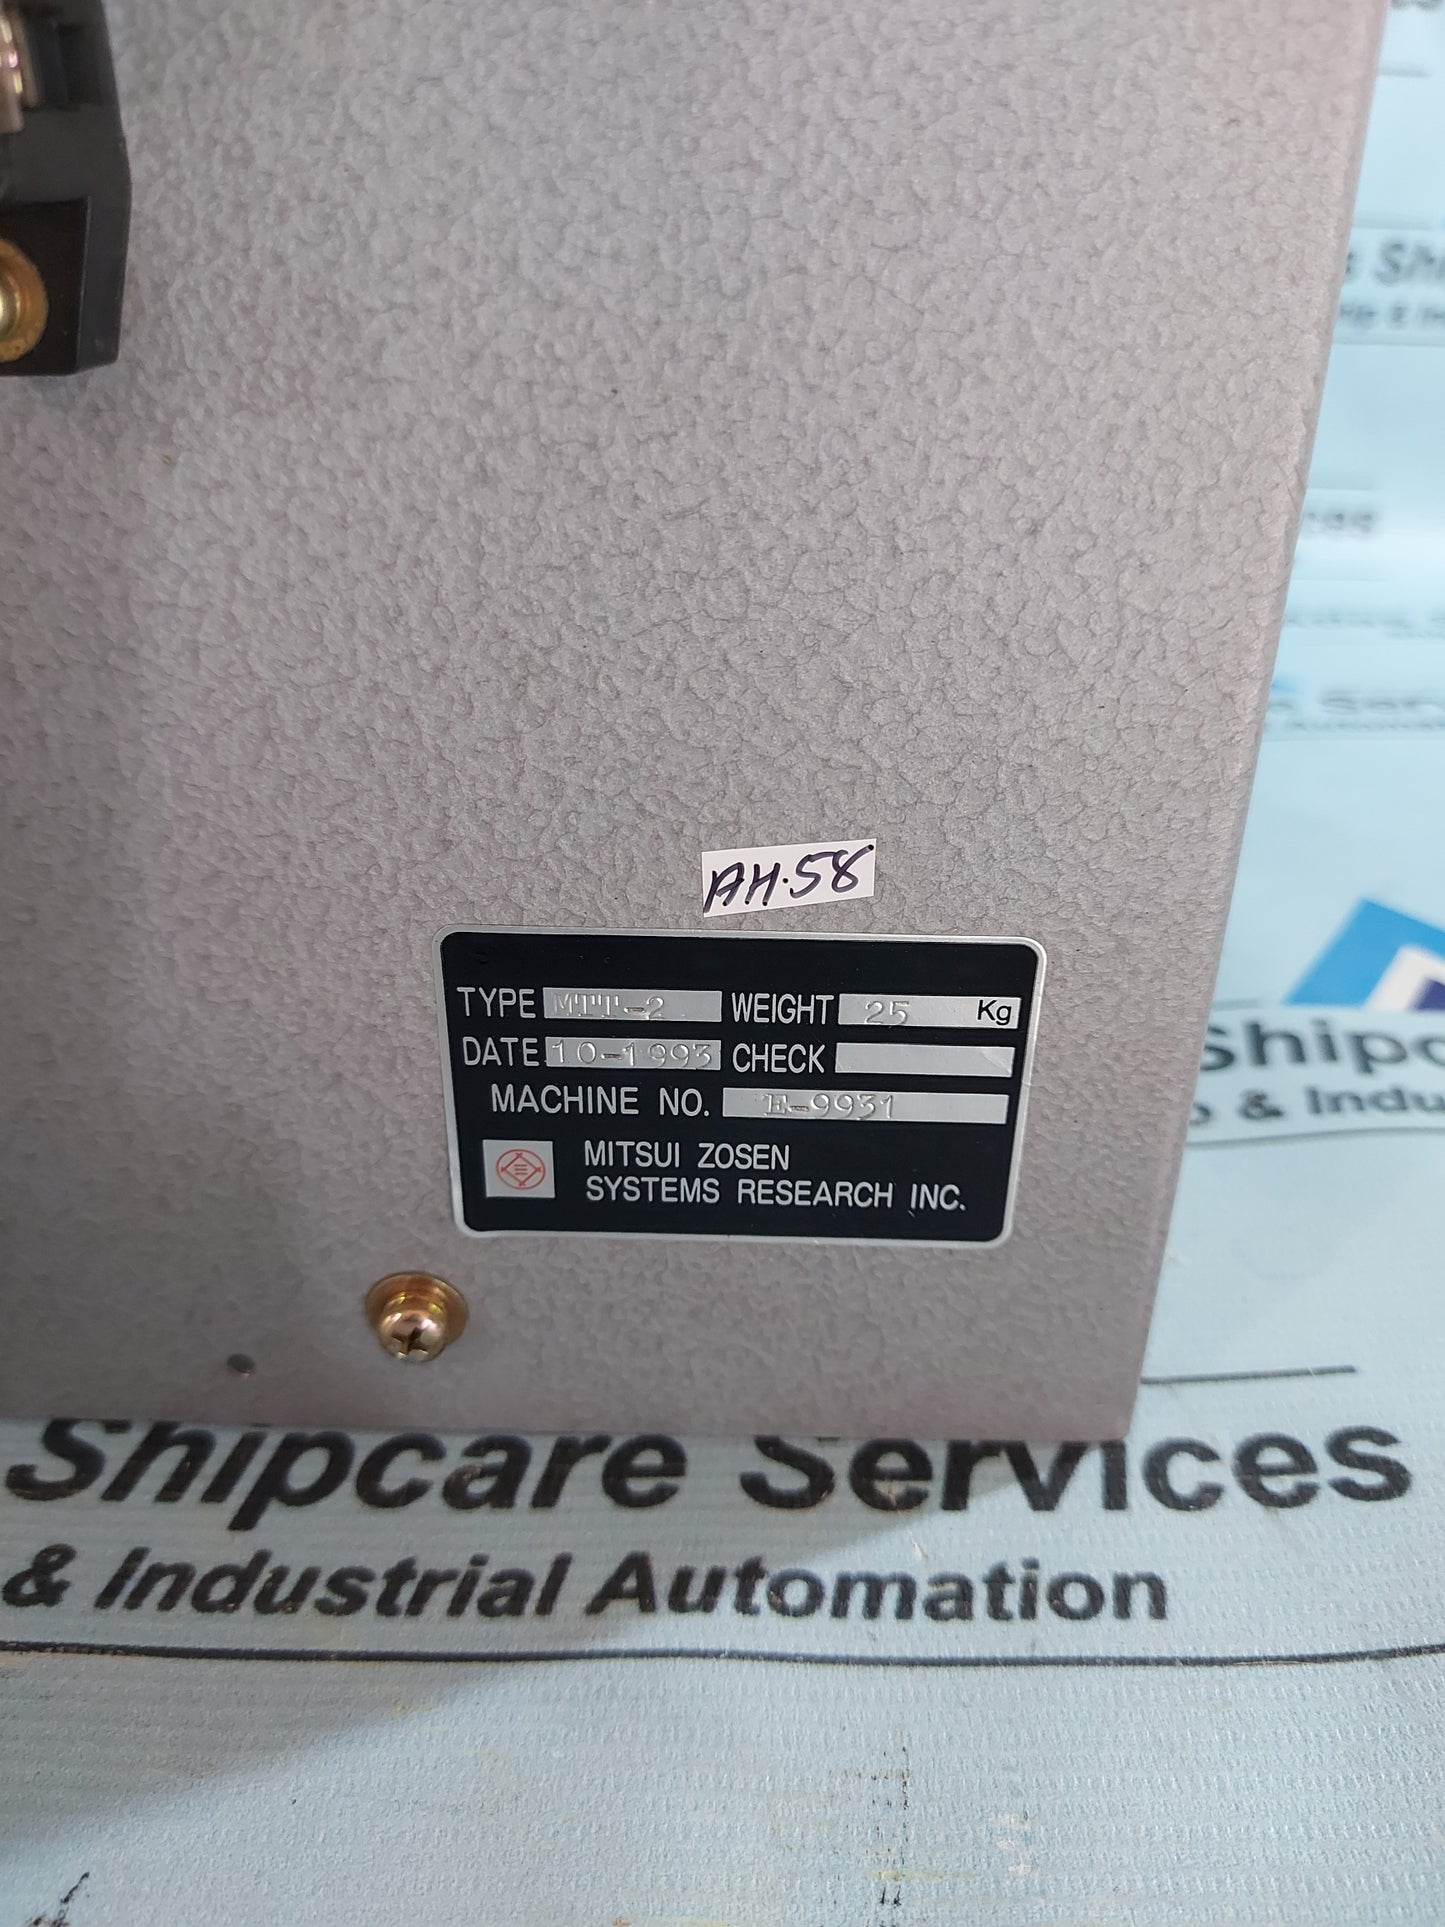 AH.58
TYPE MTT-2 WEIGHT 25 Kg
DATE 10-1993 CHECK
MACHINE NO. E-9931
MITSUI ZOSEN
SYSTEMS RESEARCH INC.
Shipcare Services
& Industrial Automation
& Indu